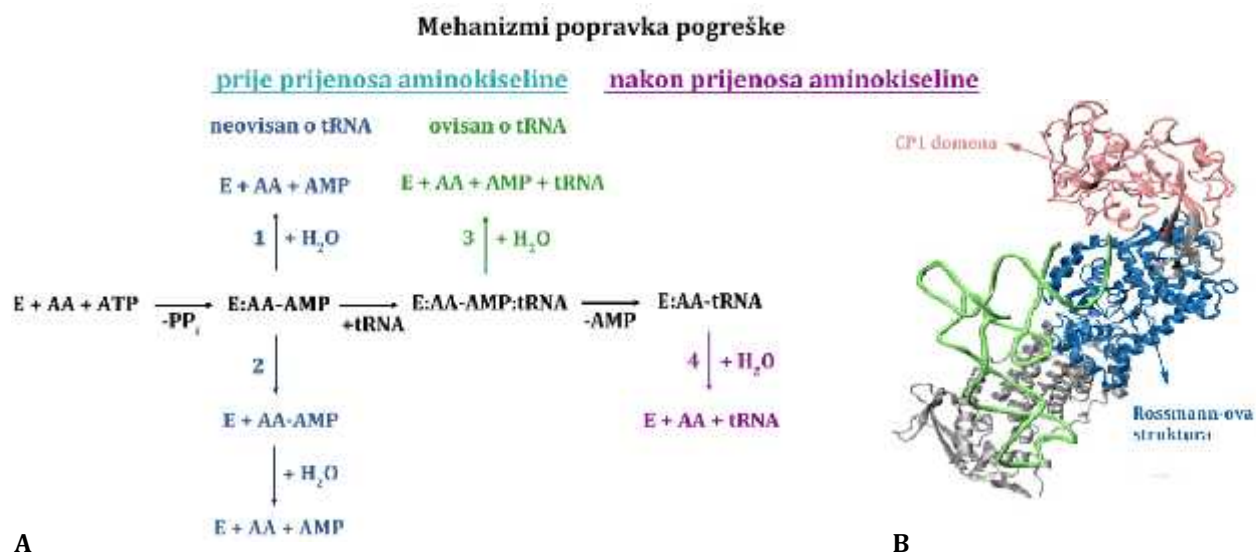 Mehanizmi popravka pogreške
prije prijenosa aminokiseline
nakon prijenosa aminokiseline
neovisan o tRNA
ovisan o tRNA
E + AA + AMP
E + AA + AMP + tRNA
1
+ H₂O
3
+ H₂O
E + AA + ATP
-PPᵢ
E:AA-AMP
+tRNA
E:AA-AMP:tRNA
-AMP
E:AA-tRNA
2
4
+ H₂O
E + AA-AMP
E + AA + tRNA
+ H₂O
E + AA + AMP
A
CP1 domena
Rossmann-ova
struktura
B